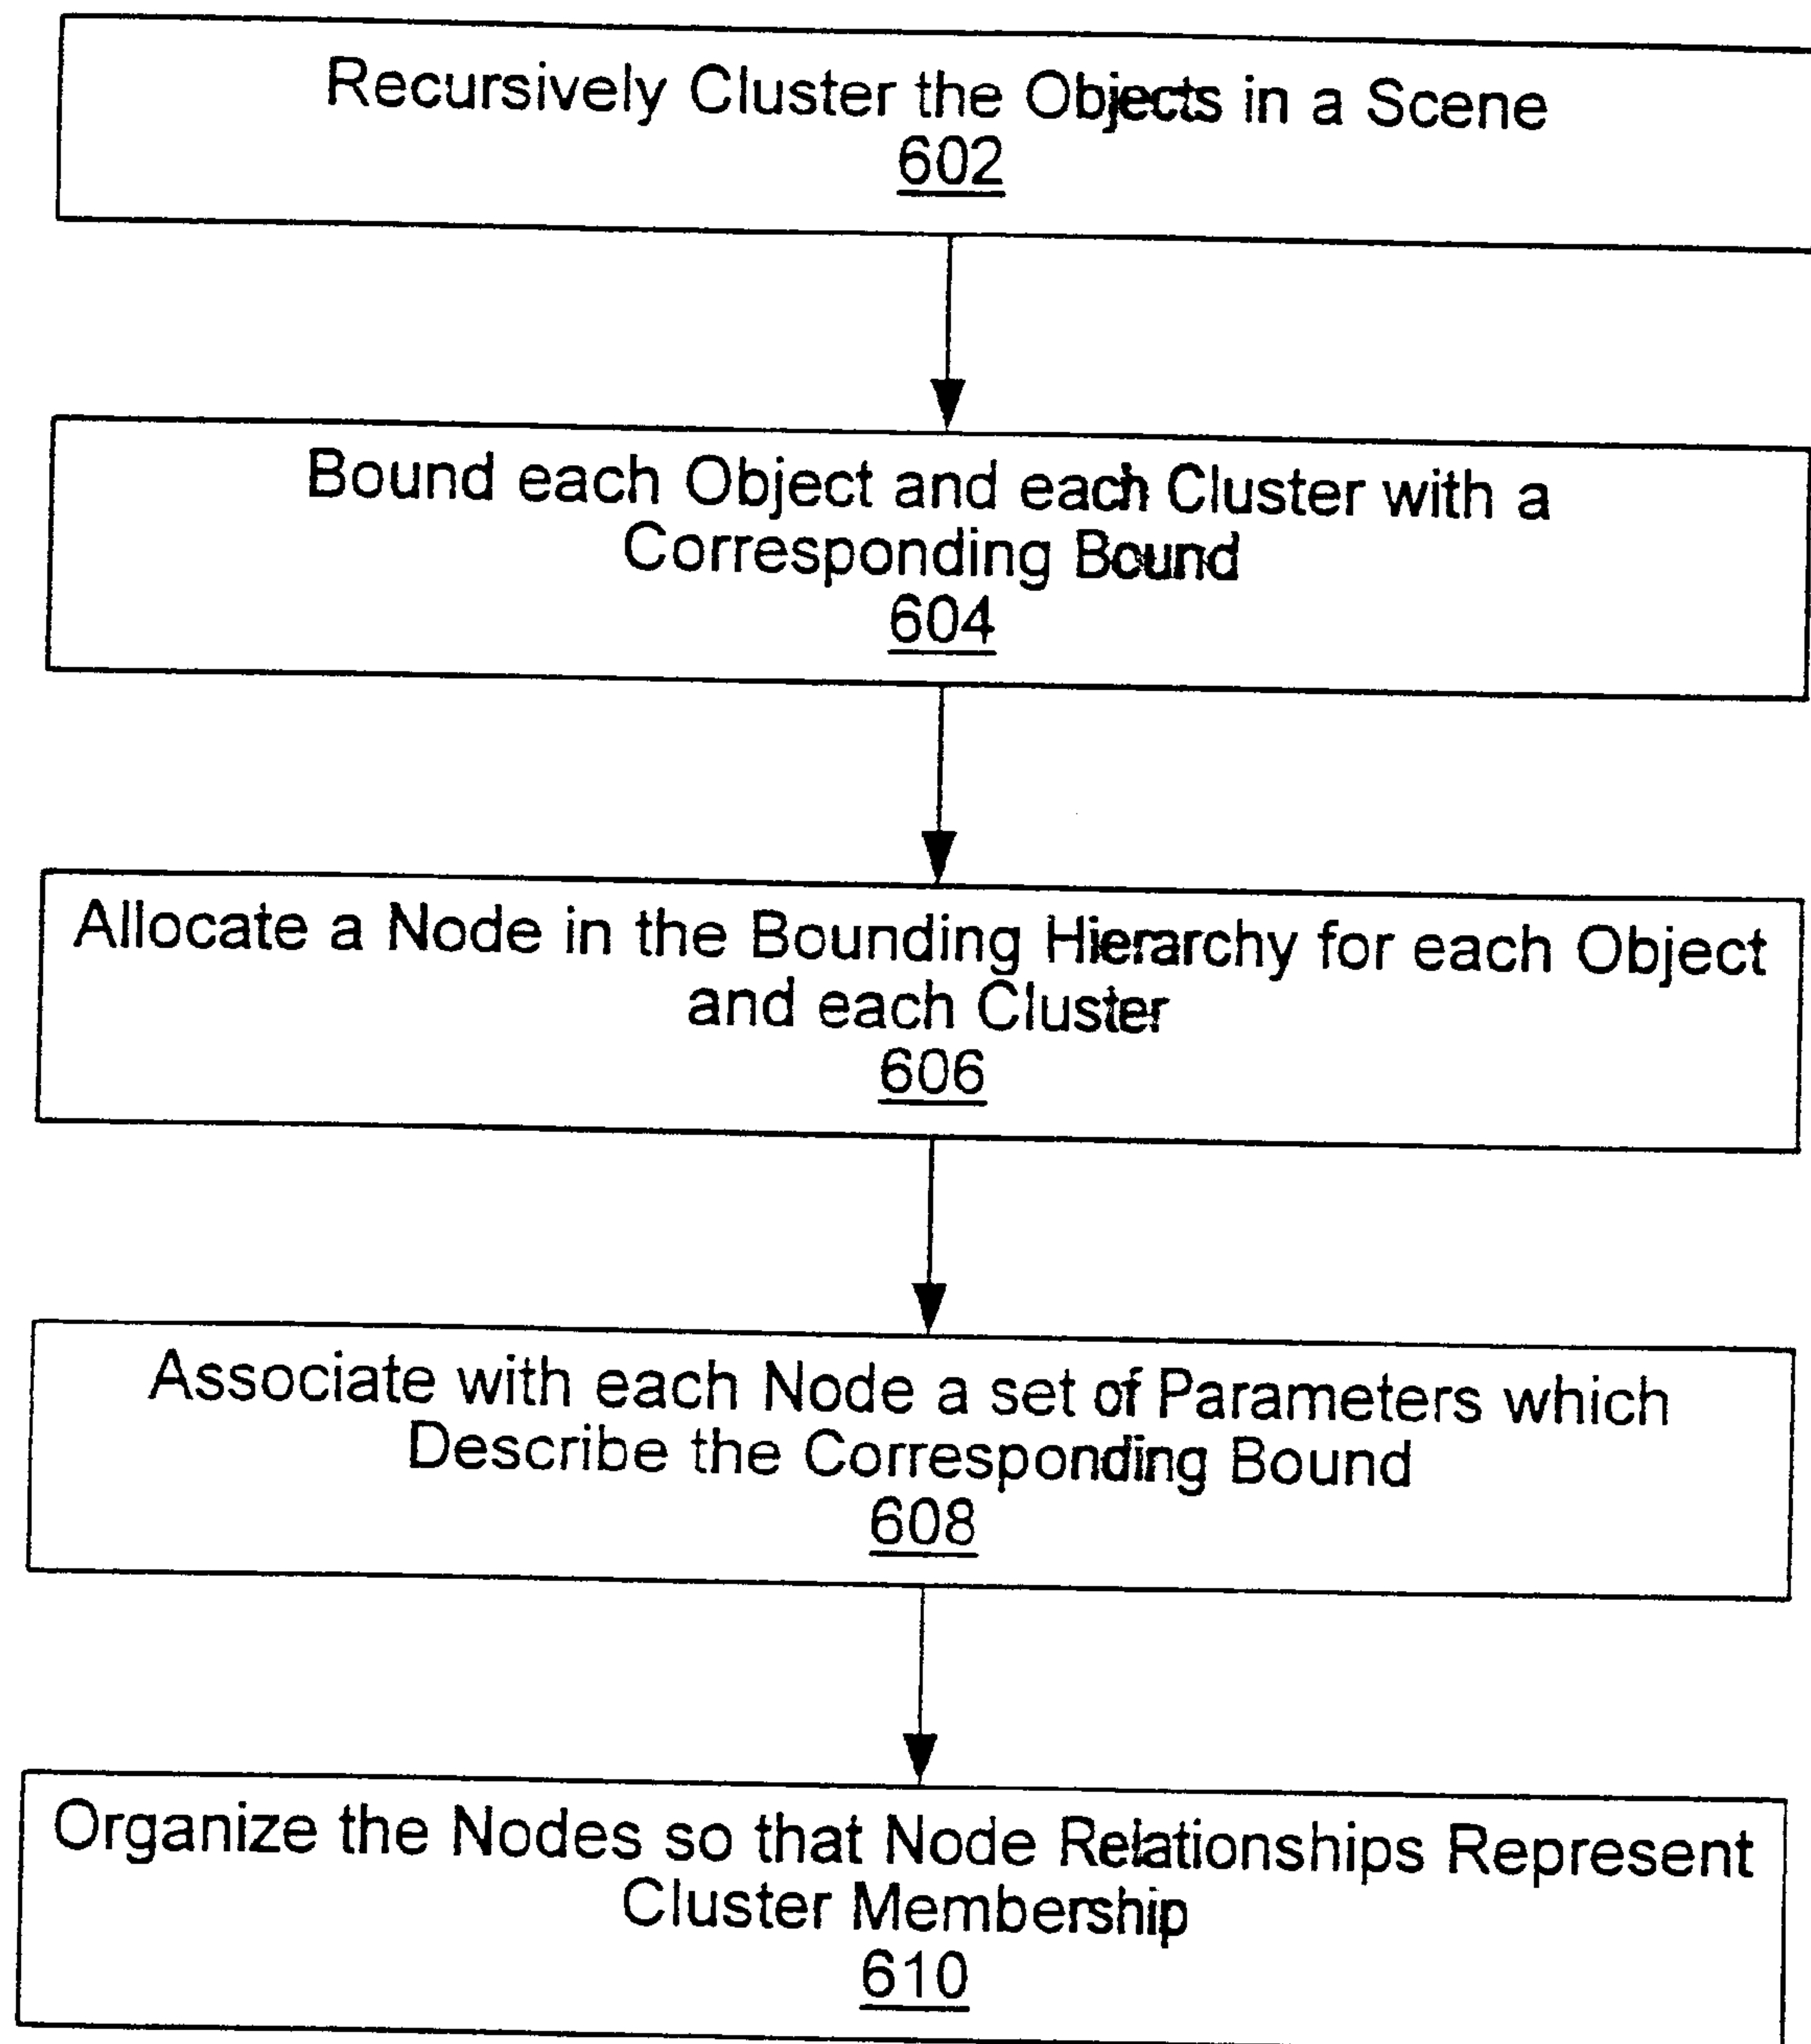 Recursively Cluster the Objects in a Scene
602
Bound each Object and each Cluster with a
Corresponding Bound
604
Allocate a Node in the Bounding Hierarchy for each Object
and each Cluster
606
Associate with each Node a set of Parameters which
Describe the Corresponding Bound
608
Organize the Nodes so that Node Relationships Represent
Cluster Membership
610